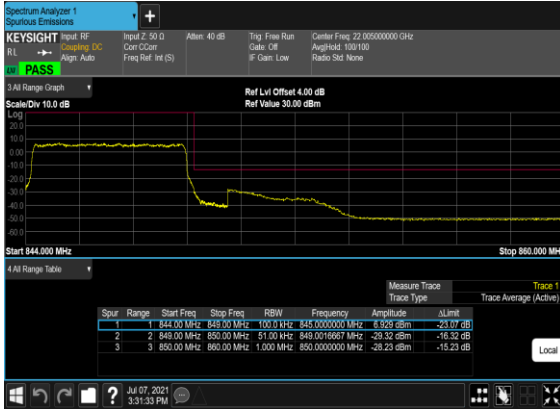 Spectrum Analyzer 1
Spurious Emissions
+
KEYSIGHT Input: RF Input Z: 50 Ω Atten: 40 dB Trig: Free Run Center Freq: 22.005000000 GHz
RL Coupling: DC Corr CCorr Gate: Off Avg|Hold: 100/100
Align: Auto Freq Ref: Int (S) IF Gain: Low Radio Std: None
PASS
3 All Range Graph
Ref Lvl Offset 4.00 dB
Scale/Div 10.0 dB Ref Value 30.00 dBm
Log
20.0
10.0
0.00
-10.0
-20.0
-30.0
-40.0
-50.0
-60.0
Start 844.000 MHz Stop 860.000 MH
4 All Range Table
Measure Trace Trace 1
Trace Type Trace Average (Active)
Spur Range Start Freq Stop Freq RBW Frequency Amplitude ΔLimit
1 1 844.00 MHz 849.00 MHz 100.0 kHz 845.0000000 MHz 6.929 dBm -23.07 dB
2 2 849.00 MHz 850.00 MHz 51.00 kHz 849.0016667 MHz -29.32 dBm -16.32 dB
3 3 850.00 MHz 860.00 MHz 1.000 MHz 850.0000000 MHz -28.23 dBm -15.23 dB
Local
?
Jul 07, 2021
3:31:33 PM